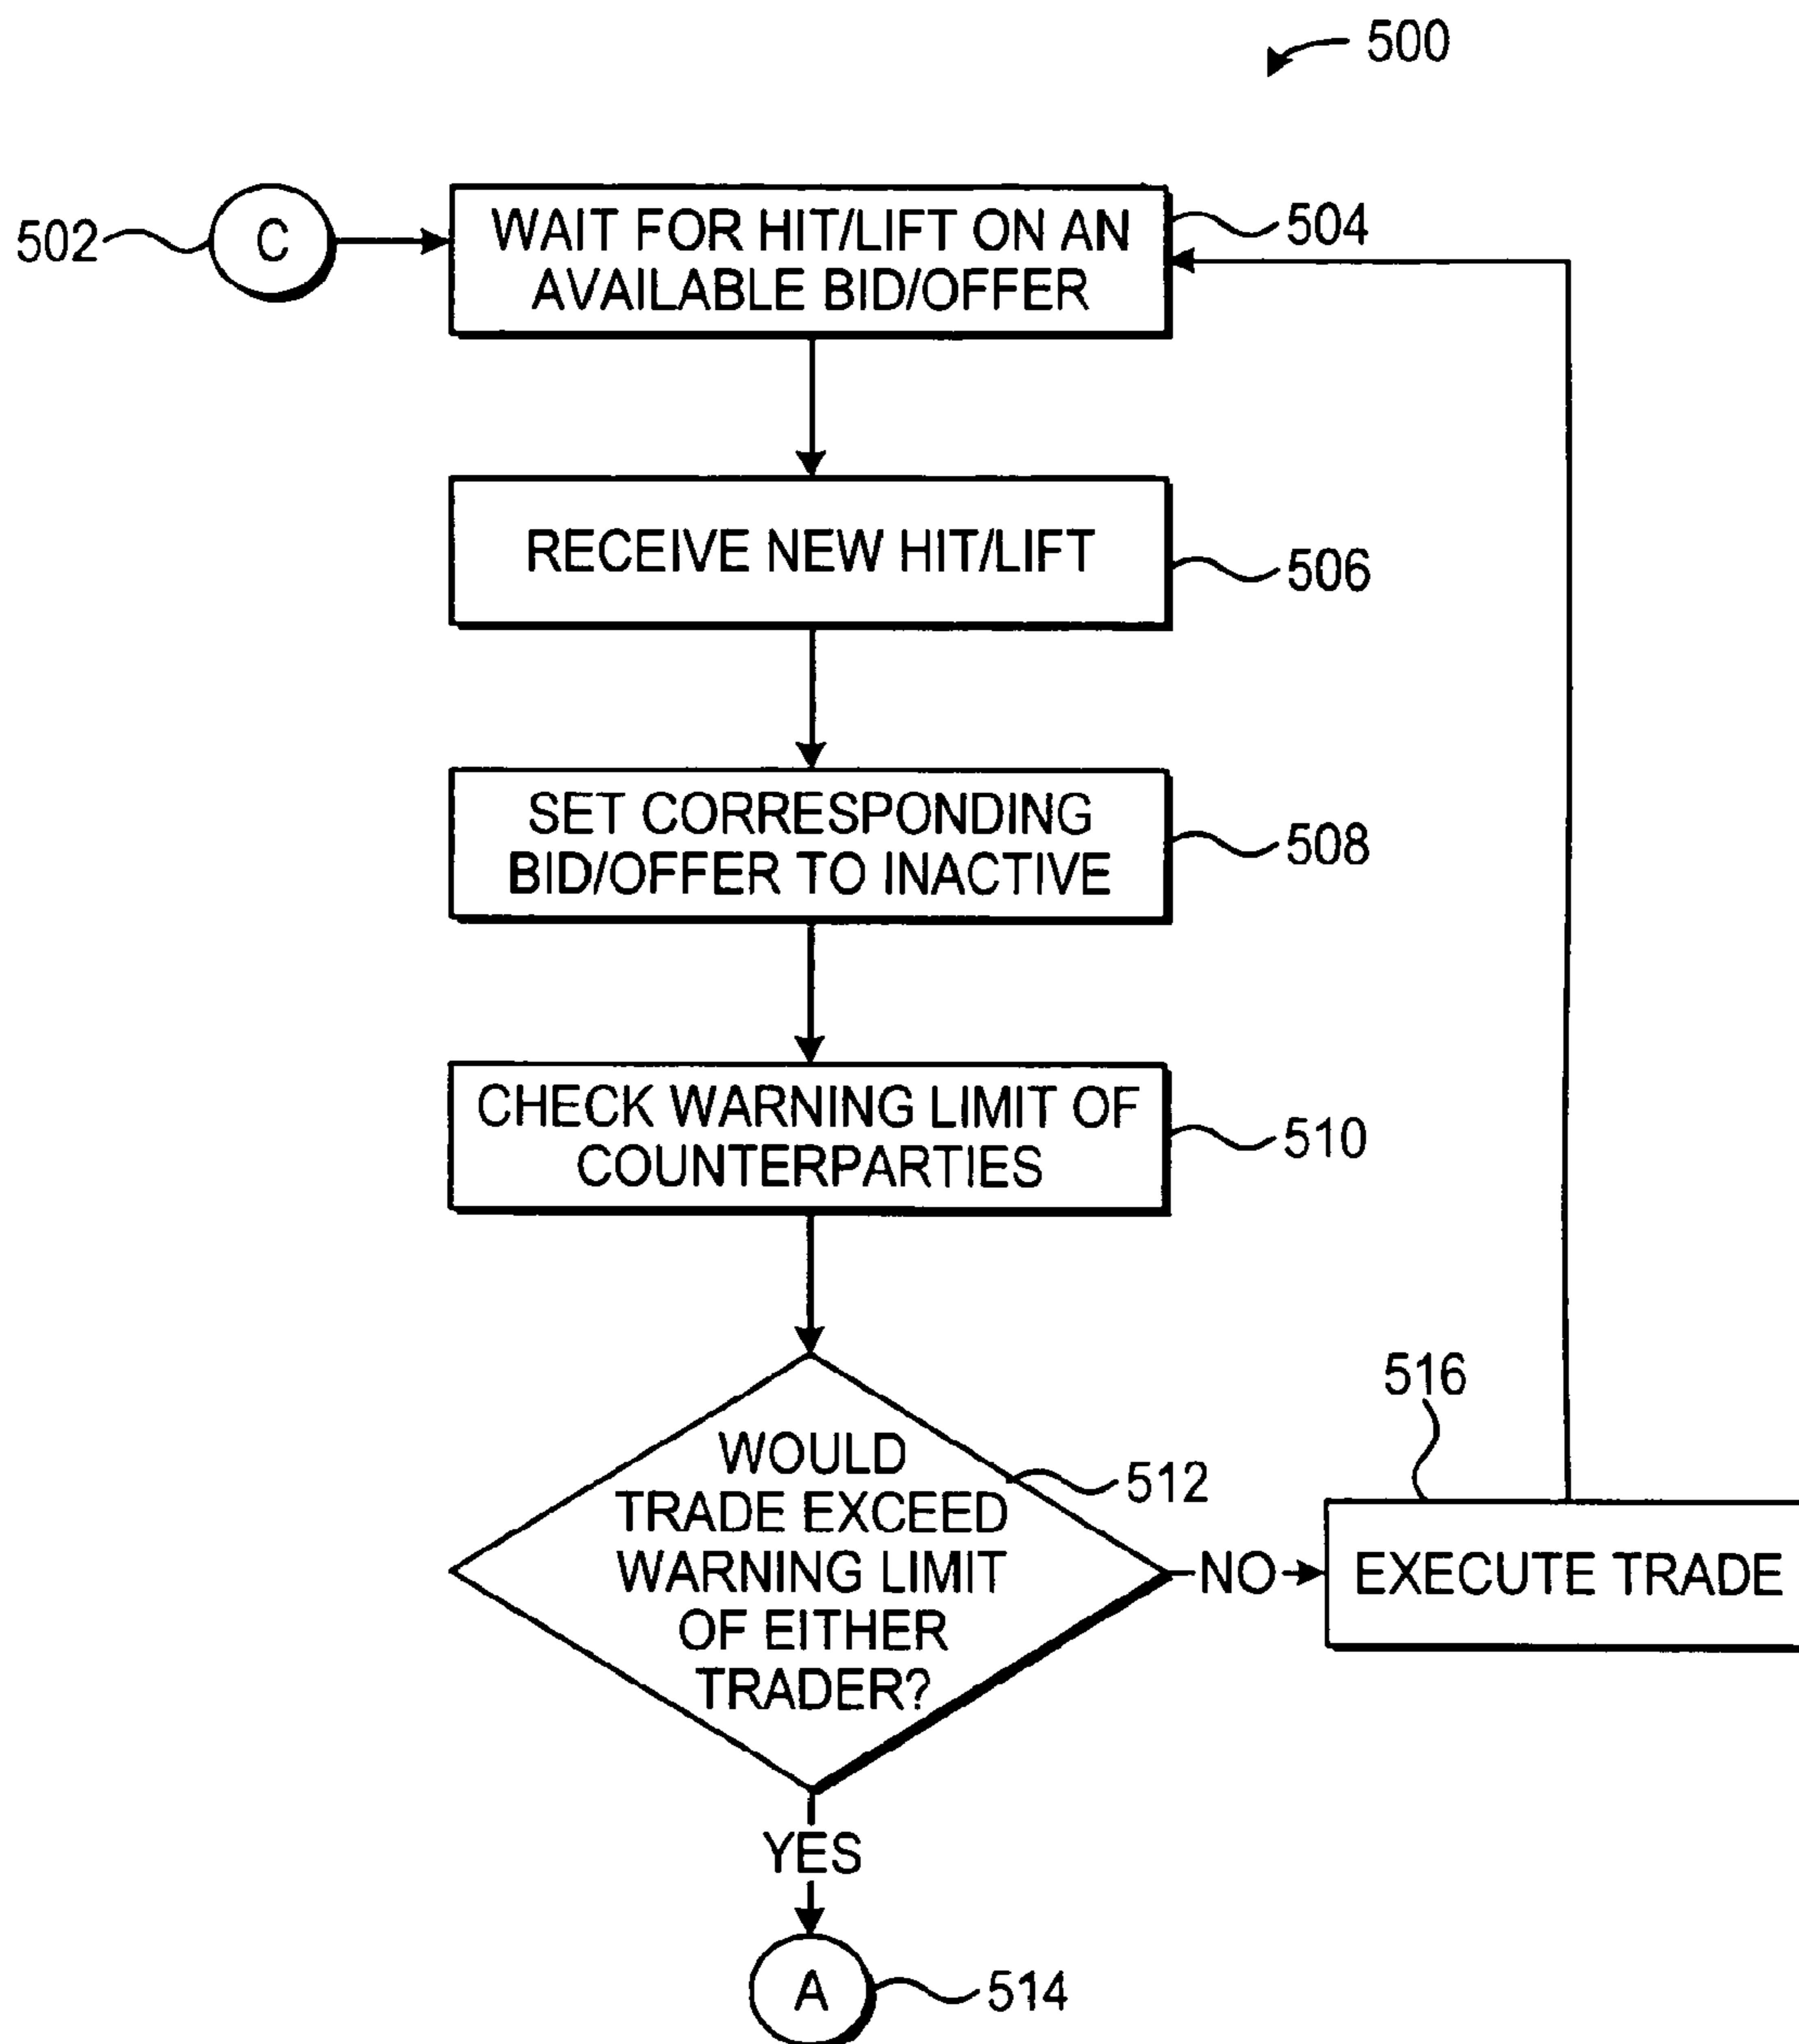 500
502
C
WAIT FOR HIT/LIFT ON AN
AVAILABLE BID/OFFER
504
RECEIVE NEW HIT/LIFT
506
SET CORRESPONDING
BID/OFFER TO INACTIVE
508
CHECK WARNING LIMIT OF
COUNTERPARTIES
510
WOULD
TRADE EXCEED
WARNING LIMIT
OF EITHER
TRADER?
512
NO
516
EXECUTE TRADE
YES
A
514